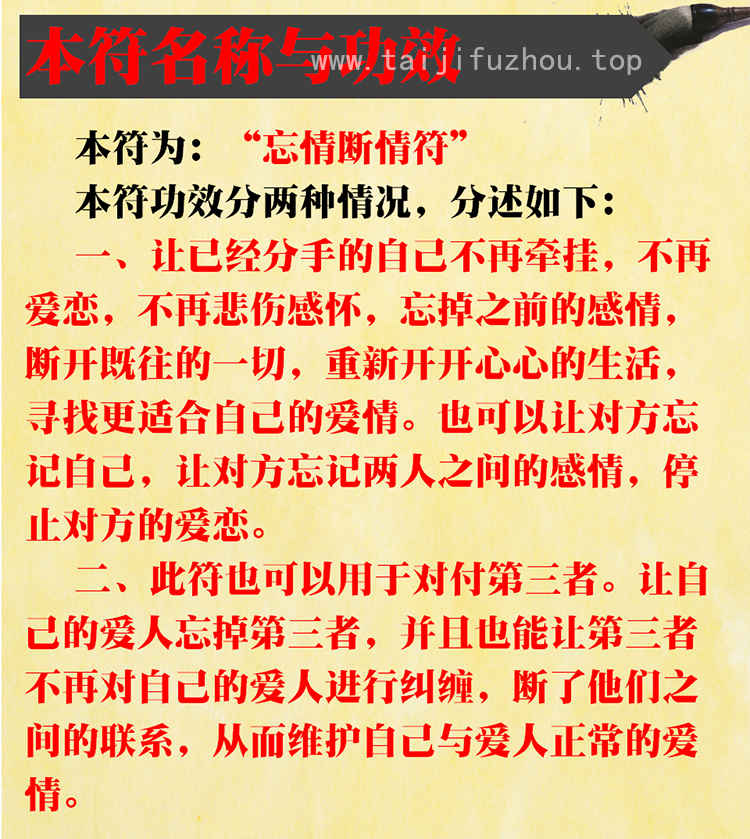 本符名称与功效
www.taijifuzhou.top
本符为：“忘情断情符”
本符功效分两种情况，分述如下：
一、让已经分手的自己不再牵挂，不再
爱恋，不再悲伤感怀，忘掉之前的感情，
断开既往的一切，重新开开心心的生活，
寻找更适合自己的爱情。也可以让对方忘
记自己，让对方忘记两人之间的感情，停
止对方的爱恋。
二、此符也可以用于对付第三者。让自
己的爱人忘掉第三者，并且也能让第三者
不再对自己的爱人进行纠缠，断了他们之
间的联系，从而维护自己与爱人正常的爱
情。